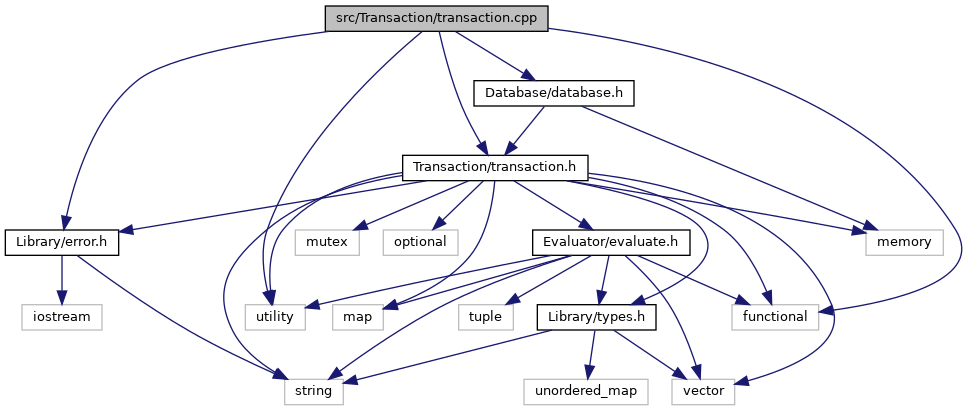 src/Transaction/transaction.cpp
Database/database.h
Transaction/transaction.h
Library/error.h
mutex
optional
Evaluator/evaluate.h
memory
iostream
utility
map
tuple
Library/types.h
functional
string
unordered_map
vector